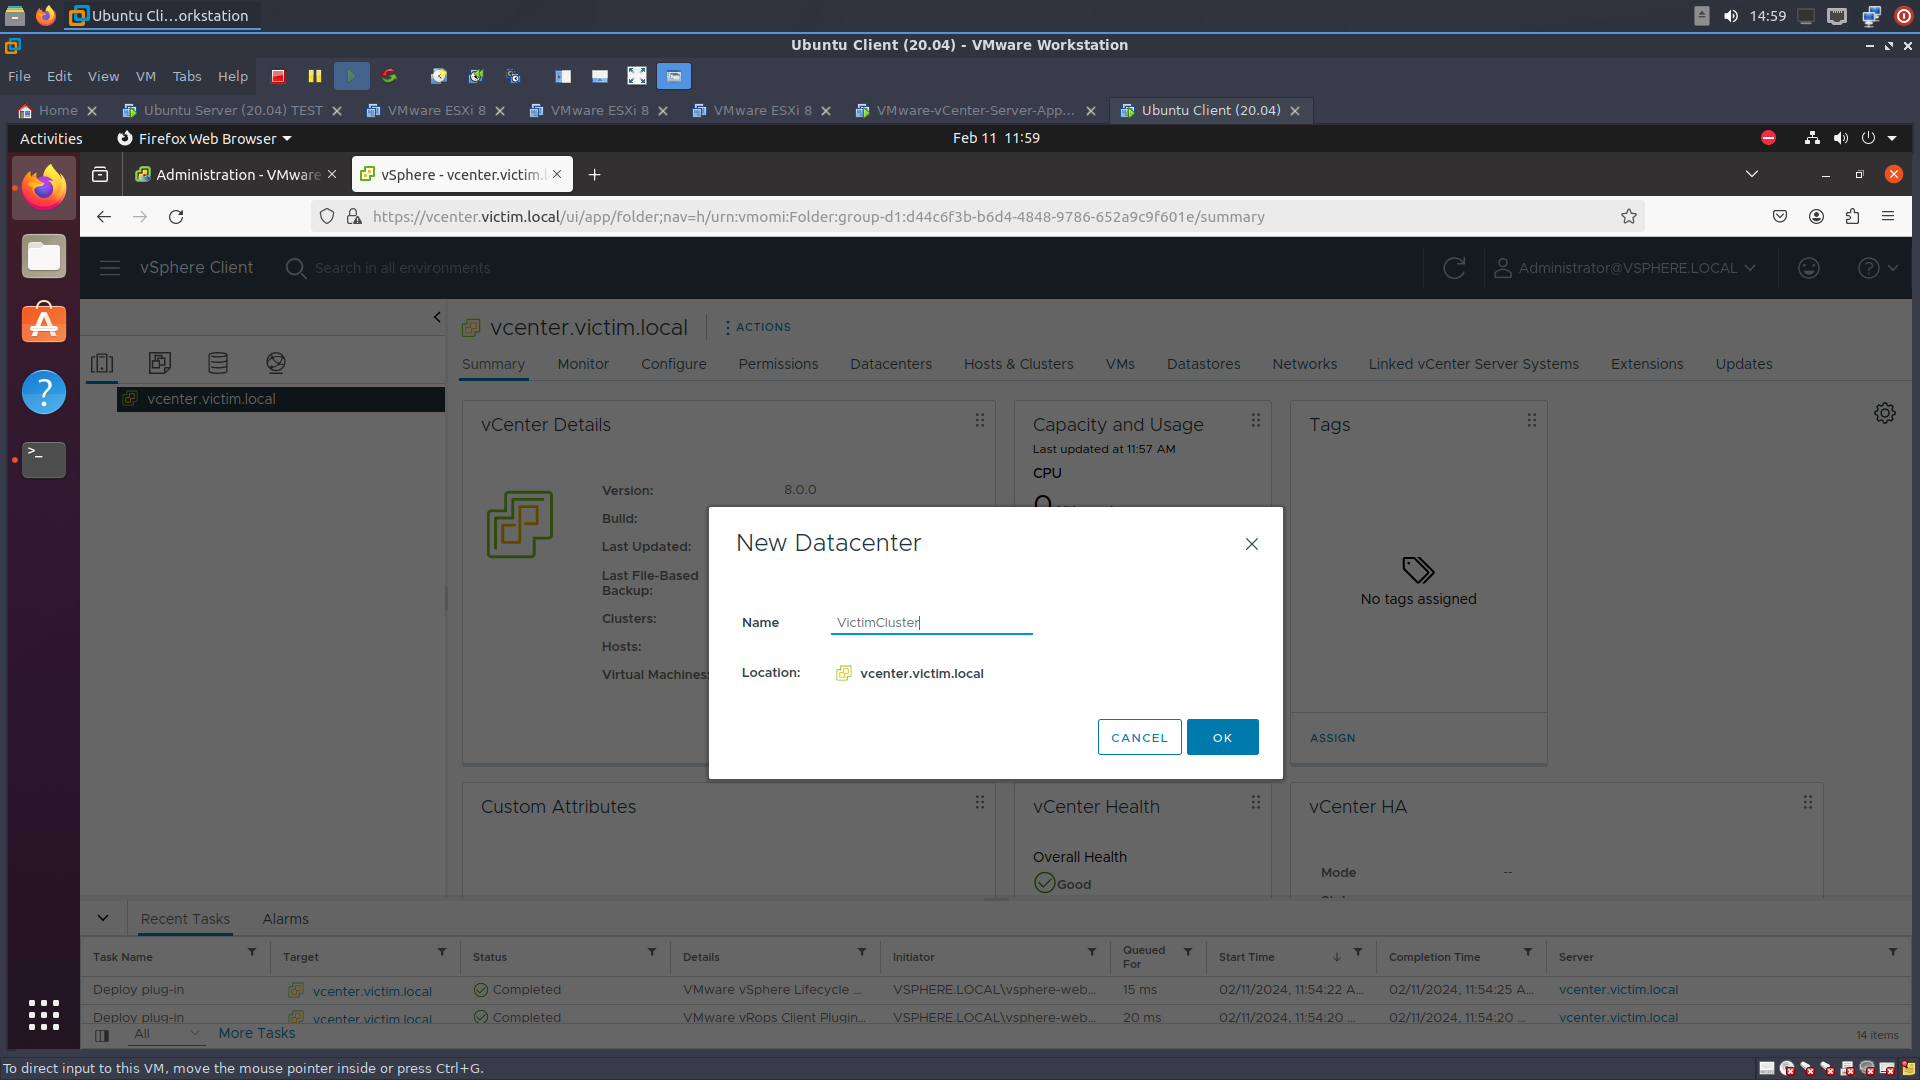 Ubuntu Cli...orkstation
14:59
Ubuntu Client (20.04) - VMware Workstation
File Edit View VM Tabs Help
Home
Ubuntu Server (20.04) TEST
VMware ESXi 8
VMware ESXi 8
VMware ESXi 8
VMware-vCenter-Server-App...
Ubuntu Client (20.04)
Activities
Firefox Web Browser
Feb 11 11:59
Administration - VMware
vSphere - vcenter.victim.l
https://vcenter.victim.local/ui/app/folder;nav=h/urn:vmomi:Folder:group-d1:d44c6f3b-b6d4-4848-9786-652a9c9f601e/summary
vSphere Client
Search in all environments
Administrator@VSPHERE.LOCAL
vcenter.victim.local
ACTIONS
Summary Monitor Configure Permissions Datacenters Hosts & Clusters VMs Datastores Networks Linked vCenter Server Systems Extensions Updates
vcenter.victim.local
vCenter Details
Version: 8.0.0
Build:
Last Updated:
Last File-Based
Backup:
Clusters:
Hosts:
Virtual Machines:
Capacity and Usage
Last updated at 11:57 AM
CPU
Tags
No tags assigned
ASSIGN
New Datacenter
Name VictimCluster
Location: vcenter.victim.local
CANCEL OK
Custom Attributes
vCenter Health
Overall Health
Good
vCenter HA
Mode --
Recent Tasks Alarms
Task Name Target Status Details Initiator Queued For Start Time Completion Time Server
Deploy plug-in vcenter.victim.local Completed VMware vSphere Lifecycle ... VSPHERE.LOCAL\vsphere-web... 15 ms 02/11/2024, 11:54:22 A... 02/11/2024, 11:54:25 A... vcenter.victim.local
Deploy plug-in vcenter.victim.local Completed VMware vRops Client Plugin... VSPHERE.LOCAL\vsphere-web... 20 ms 02/11/2024, 11:54:20 ... 02/11/2024, 11:54:20 ... vcenter.victim.local
All More Tasks
14 items
To direct input to this VM, move the mouse pointer inside or press Ctrl+G.